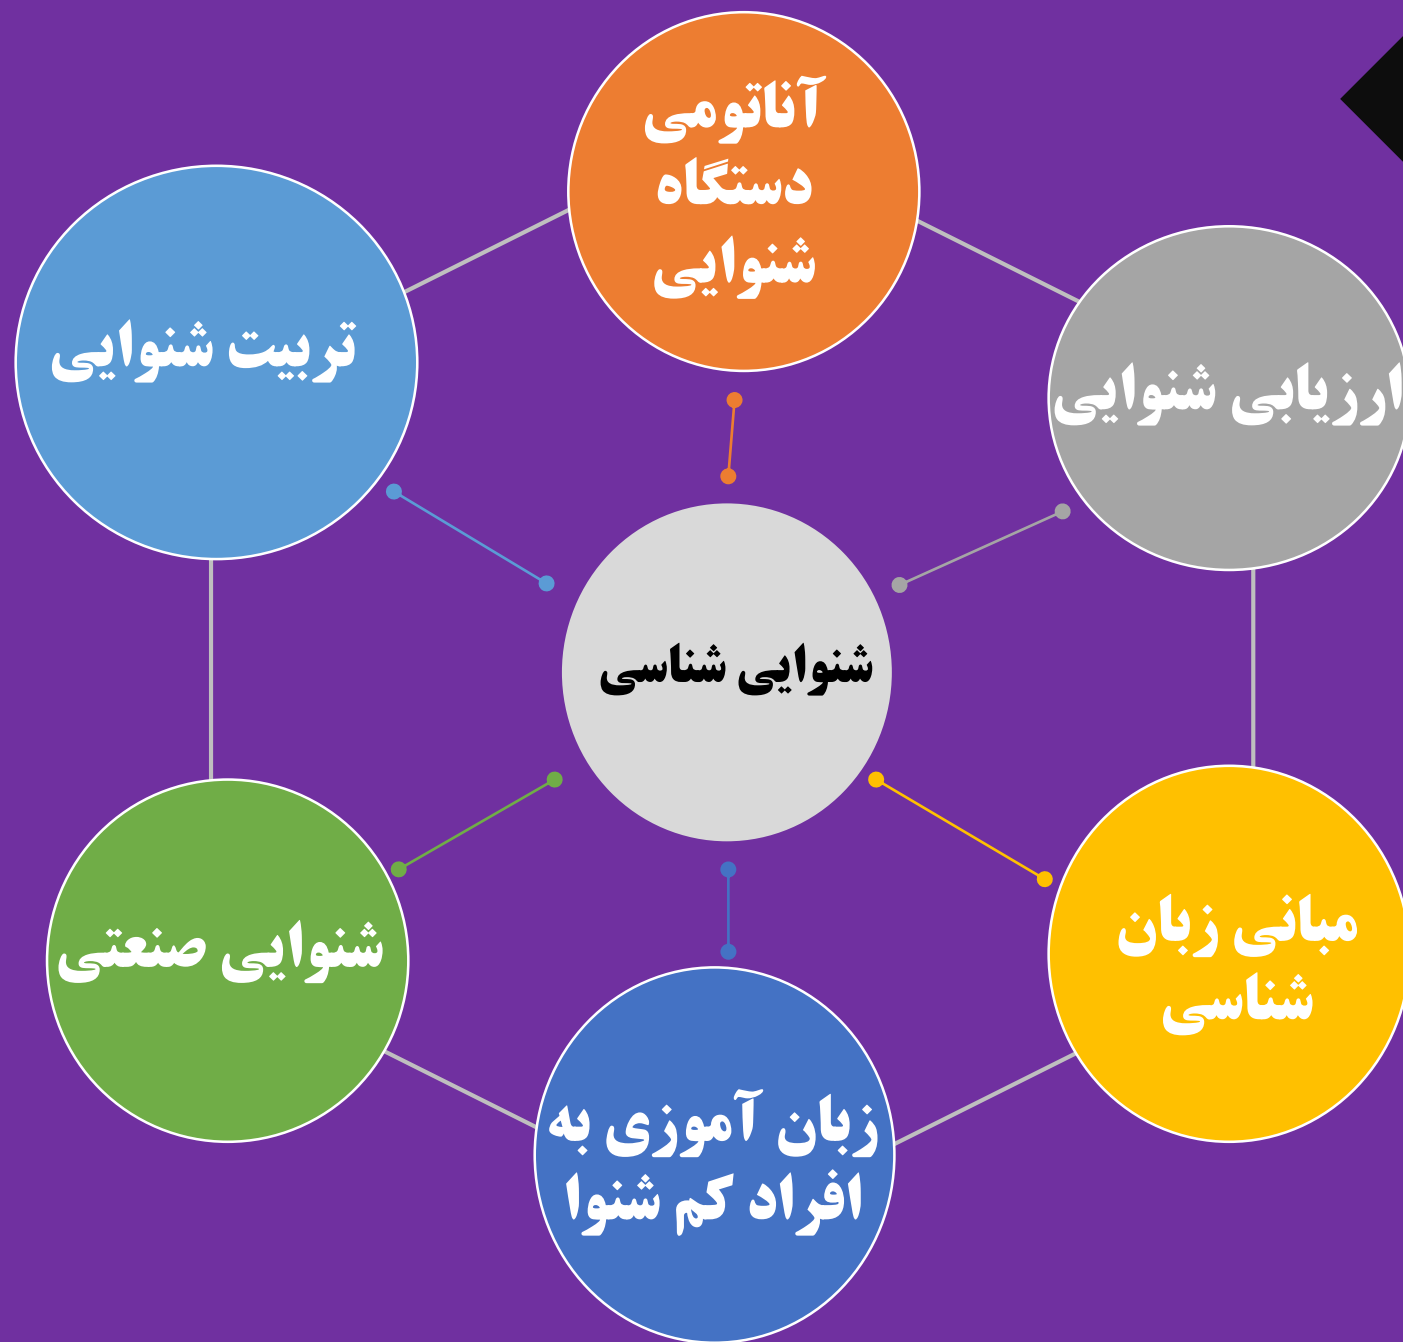 آناتومی
دستگاه
شنوایی
ارزیابی شنوایی
تربیت شنوایی
شنوایی شناسی
مبانی زبان
شناسی
شنوایی صنعتی
زبان آموزی به
افراد کم شنوا